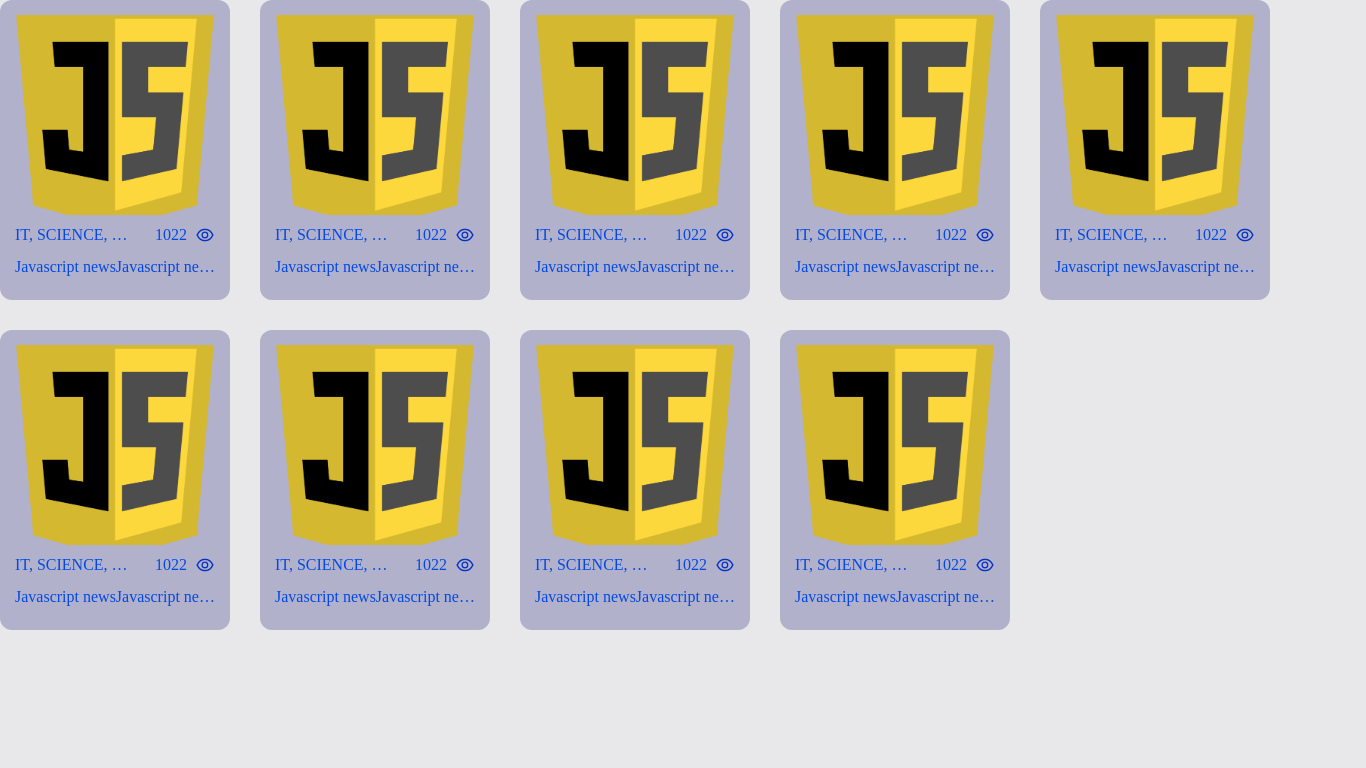 JS JS JS JS JS
IT, SCIENCE, … 1022 IT, SCIENCE, … 1022 IT, SCIENCE, … 1022 IT, SCIENCE, … 1022 IT, SCIENCE, … 1022
Javascript newsJavascript ne… Javascript newsJavascript ne… Javascript newsJavascript ne… Javascript newsJavascript ne… Javascript newsJavascript ne…
JS JS JS JS
IT, SCIENCE, … 1022 IT, SCIENCE, … 1022 IT, SCIENCE, … 1022 IT, SCIENCE, … 1022
Javascript newsJavascript ne… Javascript newsJavascript ne… Javascript newsJavascript ne… Javascript newsJavascript ne…